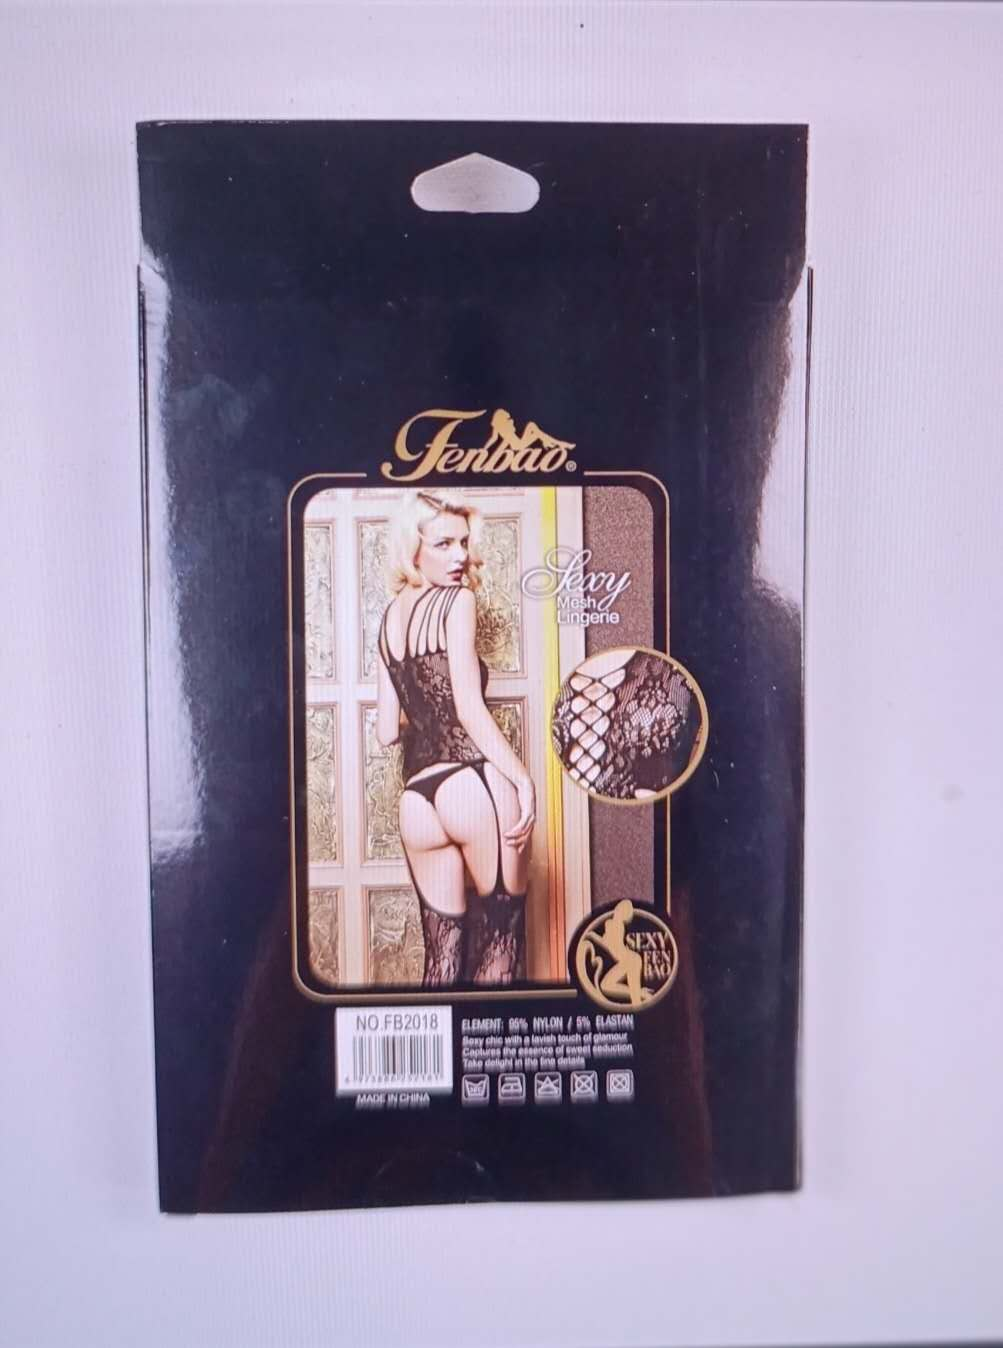 Fenbao®
Sexy
Mesh
Lingerie
SEXY
FEN
BAO
NO.FB2018
ELEMENT: 95% NYLON / 5% ELASTAN
Sexy chic with a lavish touch of glamour
Captures the essence of sweet seduction
Take delight in the fine details
MADE IN CHINA